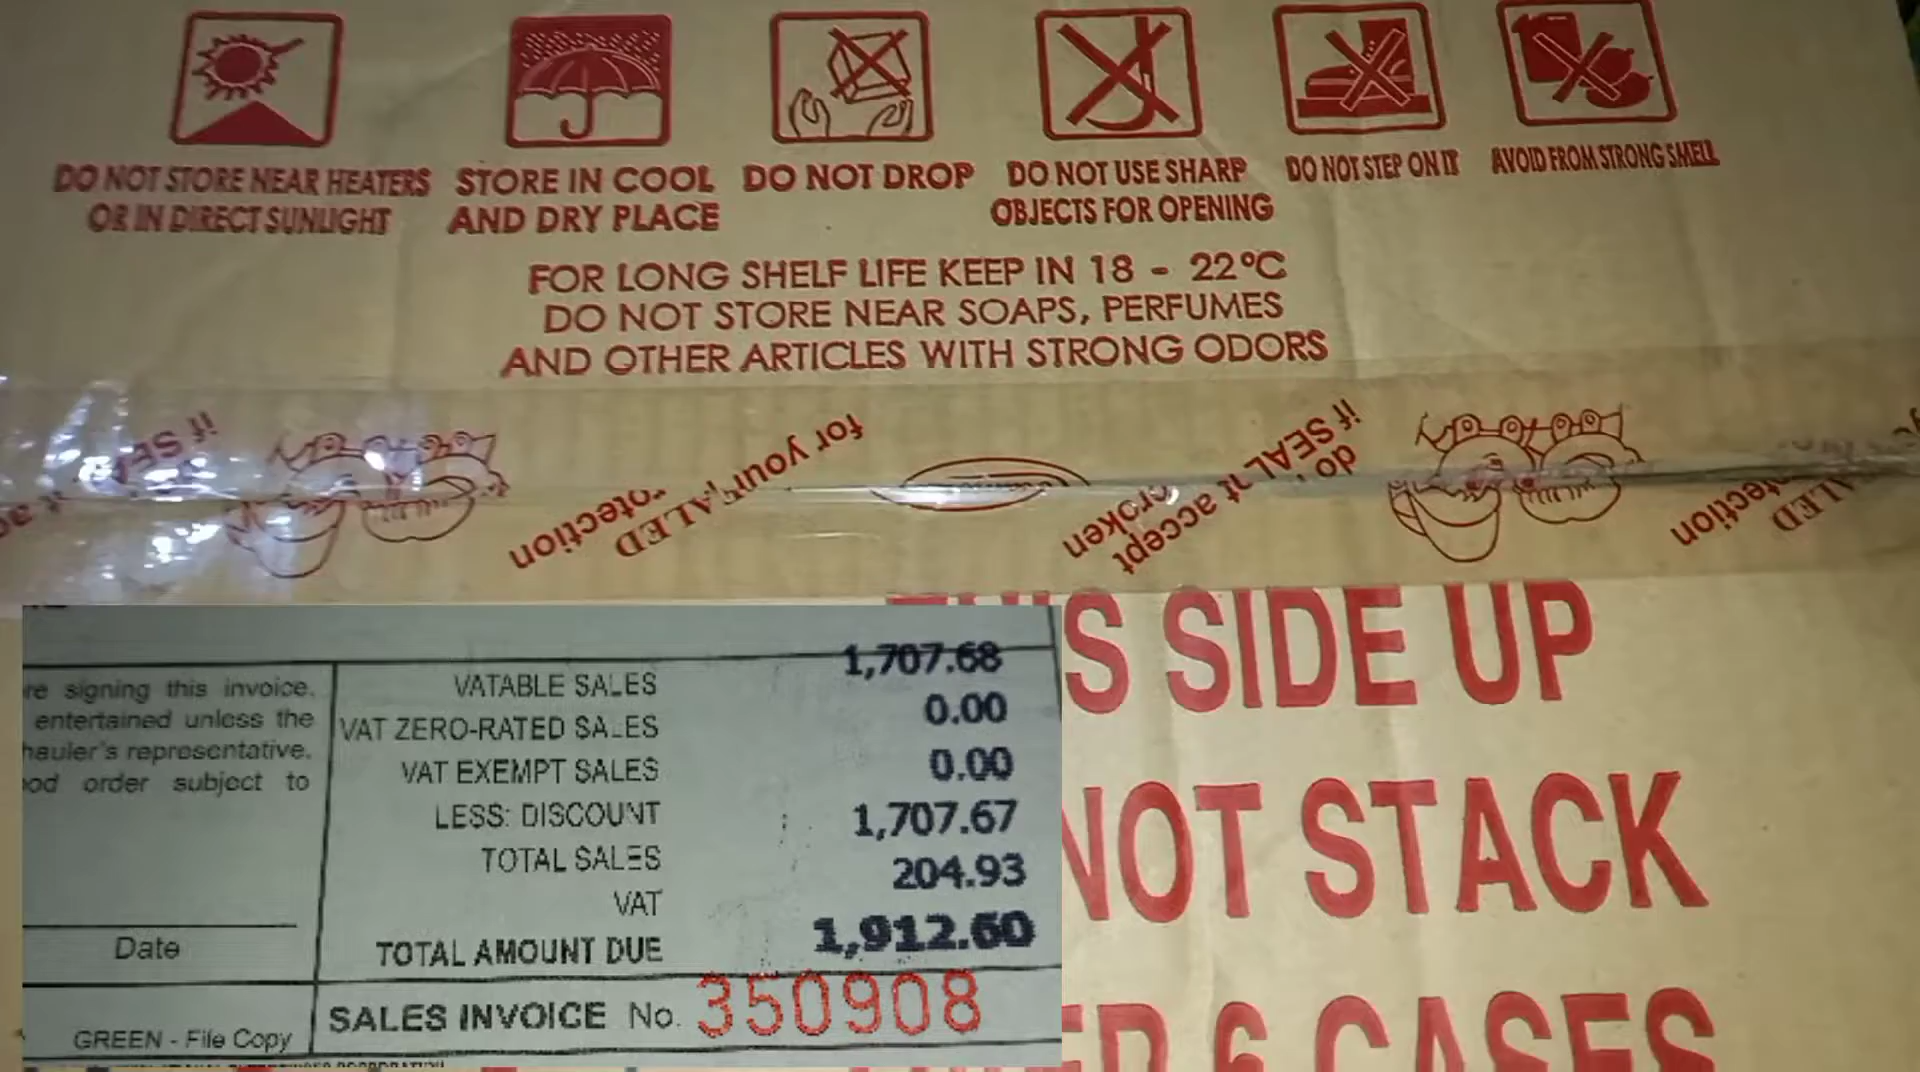 DO NOT STORE NEAR HEATERS
OR IN DIRECT SUNLIGHT
STORE IN COOL
AND DRY PLACE
DO NOT DROP
DO NOT USE SHARP
OBJECTS FOR OPENING
DO NOT STEP ON IT
AVOID FROM STRONG SMELL
FOR LONG SHELF LIFE KEEP IN 18 - 22°C
DO NOT STORE NEAR SOAPS, PERFUMES
AND OTHER ARTICLES WITH STRONG ODORS
if SEAL
accept
for your
SIDE UP
NOT STACK
6 CASES
signing this invoice.
entertained unless the
hauler's representative.
order subject to
Date
GREEN - File Copy
VATABLE SALES 1,707.68
VAT ZERO-RATED SALES 0.00
VAT EXEMPT SALES 0.00
LESS: DISCOUNT 1,707.67
TOTAL SALES 204.93
VAT
TOTAL AMOUNT DUE 1,912.60
SALES INVOICE No. 350908